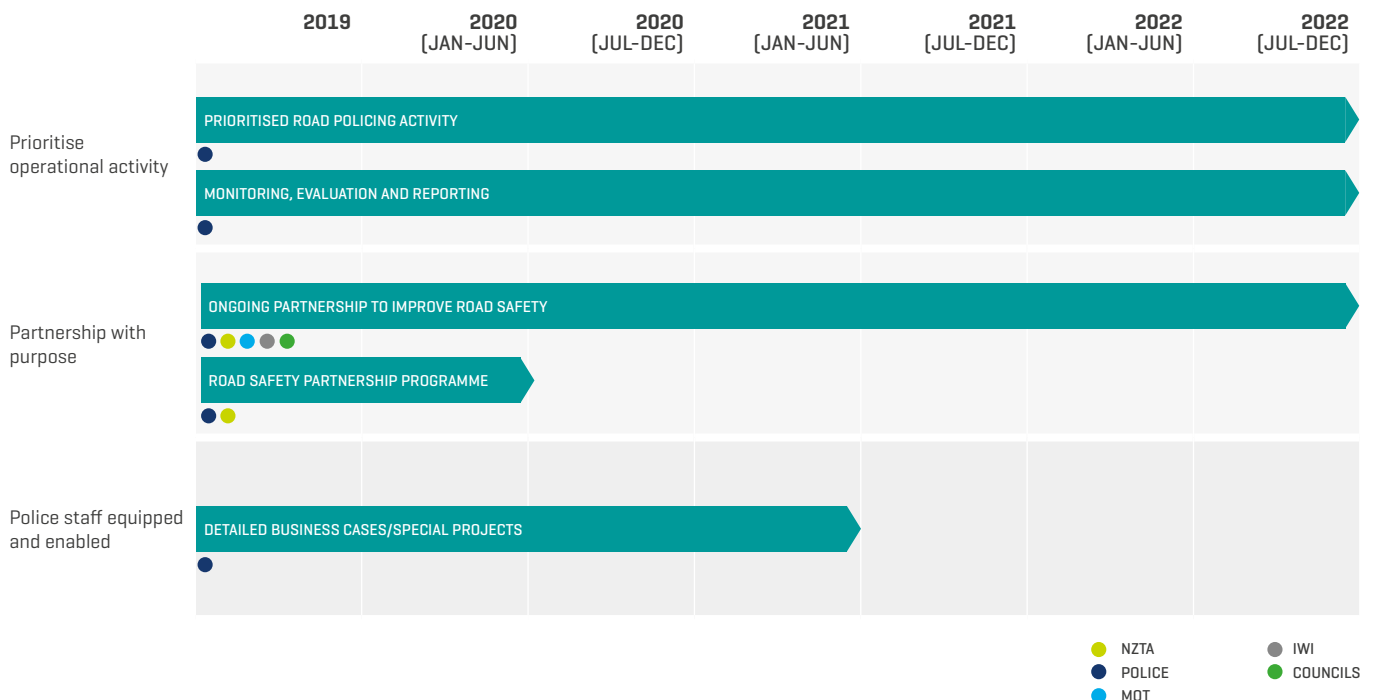 2019 2020 2020 2021 2021 2022 2022
[JAN-JUN] [JUL-DEC] [JAN-JUN] [JUL-DEC] [JAN-JUN] [JUL-DEC]
Prioritise
operational activity
PRIORITISED ROAD POLICING ACTIVITY
MONITORING, EVALUATION AND REPORTING
Partnership with
purpose
ONGOING PARTNERSHIP TO IMPROVE ROAD SAFETY
ROAD SAFETY PARTNERSHIP PROGRAMME
Police staff equipped
and enabled
DETAILED BUSINESS CASES/SPECIAL PROJECTS
NZTA
POLICE
MOT
IWI
COUNCILS